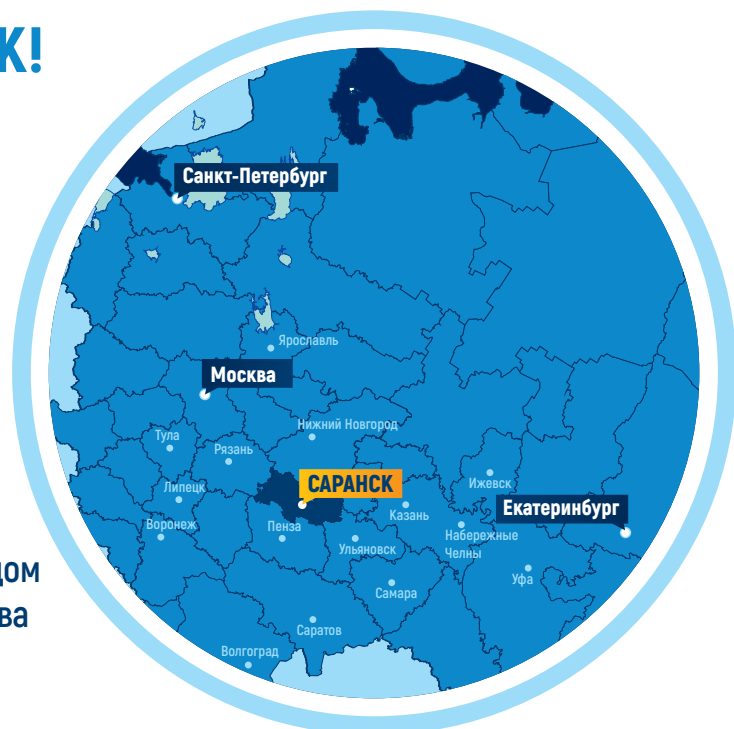 К!
Санкт-Петербург
Ярославль
Москва
Нижний Новгород
Тула
Рязань
САРАНСК
Ижевск
Липецк
Казань
Екатеринбург
Воронеж
Пенза
Ульяновск
Набережные
Челны
Уфа
дом
Самара
ва
Саратов
Волгоград